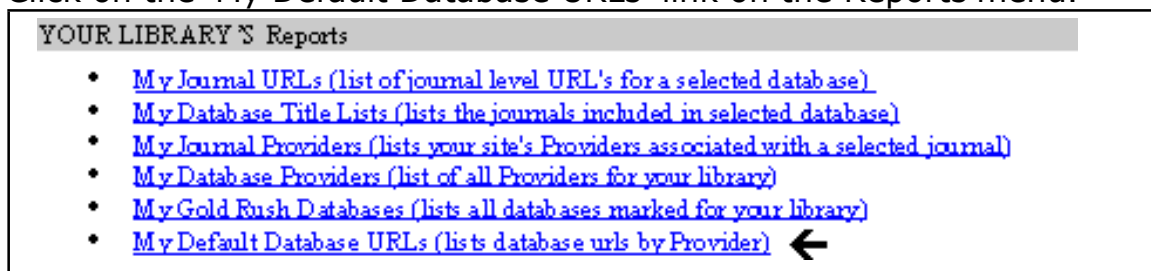 Click on the 'My Default Database URLs' link on the Reports menu.
YOUR LIBRARY'S Reports
• My Journal URLs (list of journal level URL's for a selected database)
• My Database Title Lists (lists the journals included in selected database)
• My Journal Providers (lists your site's Providers associated with a selected journal)
• My Database Providers (list of all Providers for your library)
• My Gold Rush Databases (lists all databases marked for your library)
• My Default Database URLs (lists database urls by Provider)